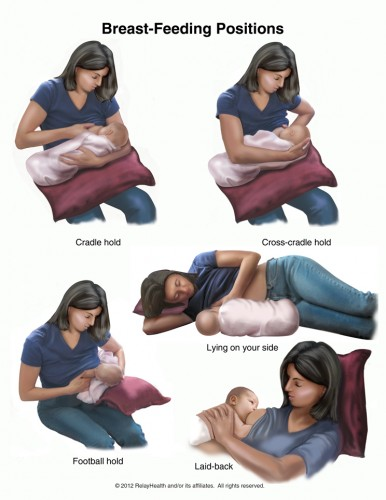 Breast-Feeding Positions
Cradle hold
Cross-cradle hold
Lying on your side
Football hold
Laid-back
© 2012 RelayHealth and/or its affiliates. All rights reserved.